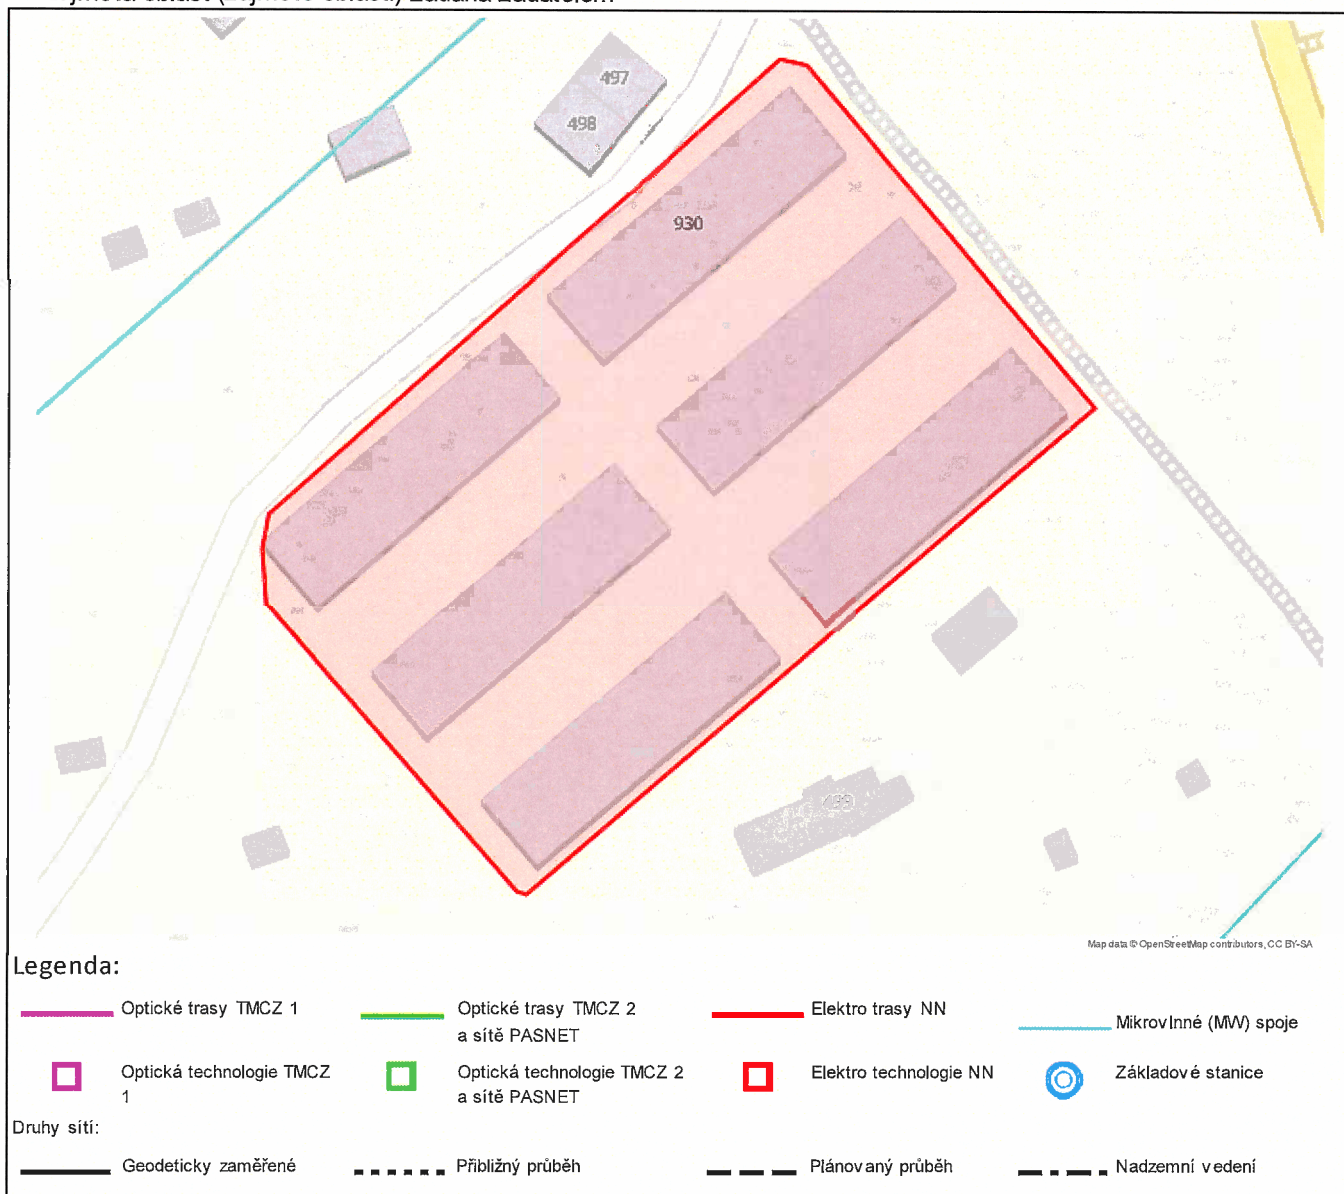 497
498
930
499
Map data © OpenStreetMap contributors, CC BY-SA
Legenda:
Optické trasy TMCZ 1
Optické trasy TMCZ 2
a sítě PASNET
Elektro trasy NN
Mikrovlnné (MW) spoje
Optická technologie TMCZ
1
Optická technologie TMCZ 2
a sítě PASNET
Elektro technologie NN
Základové stanice
Druhy sítí:
Geodeticky zaměřené
Přibližný průběh
Plánovaný průběh
Nadzemní vedení